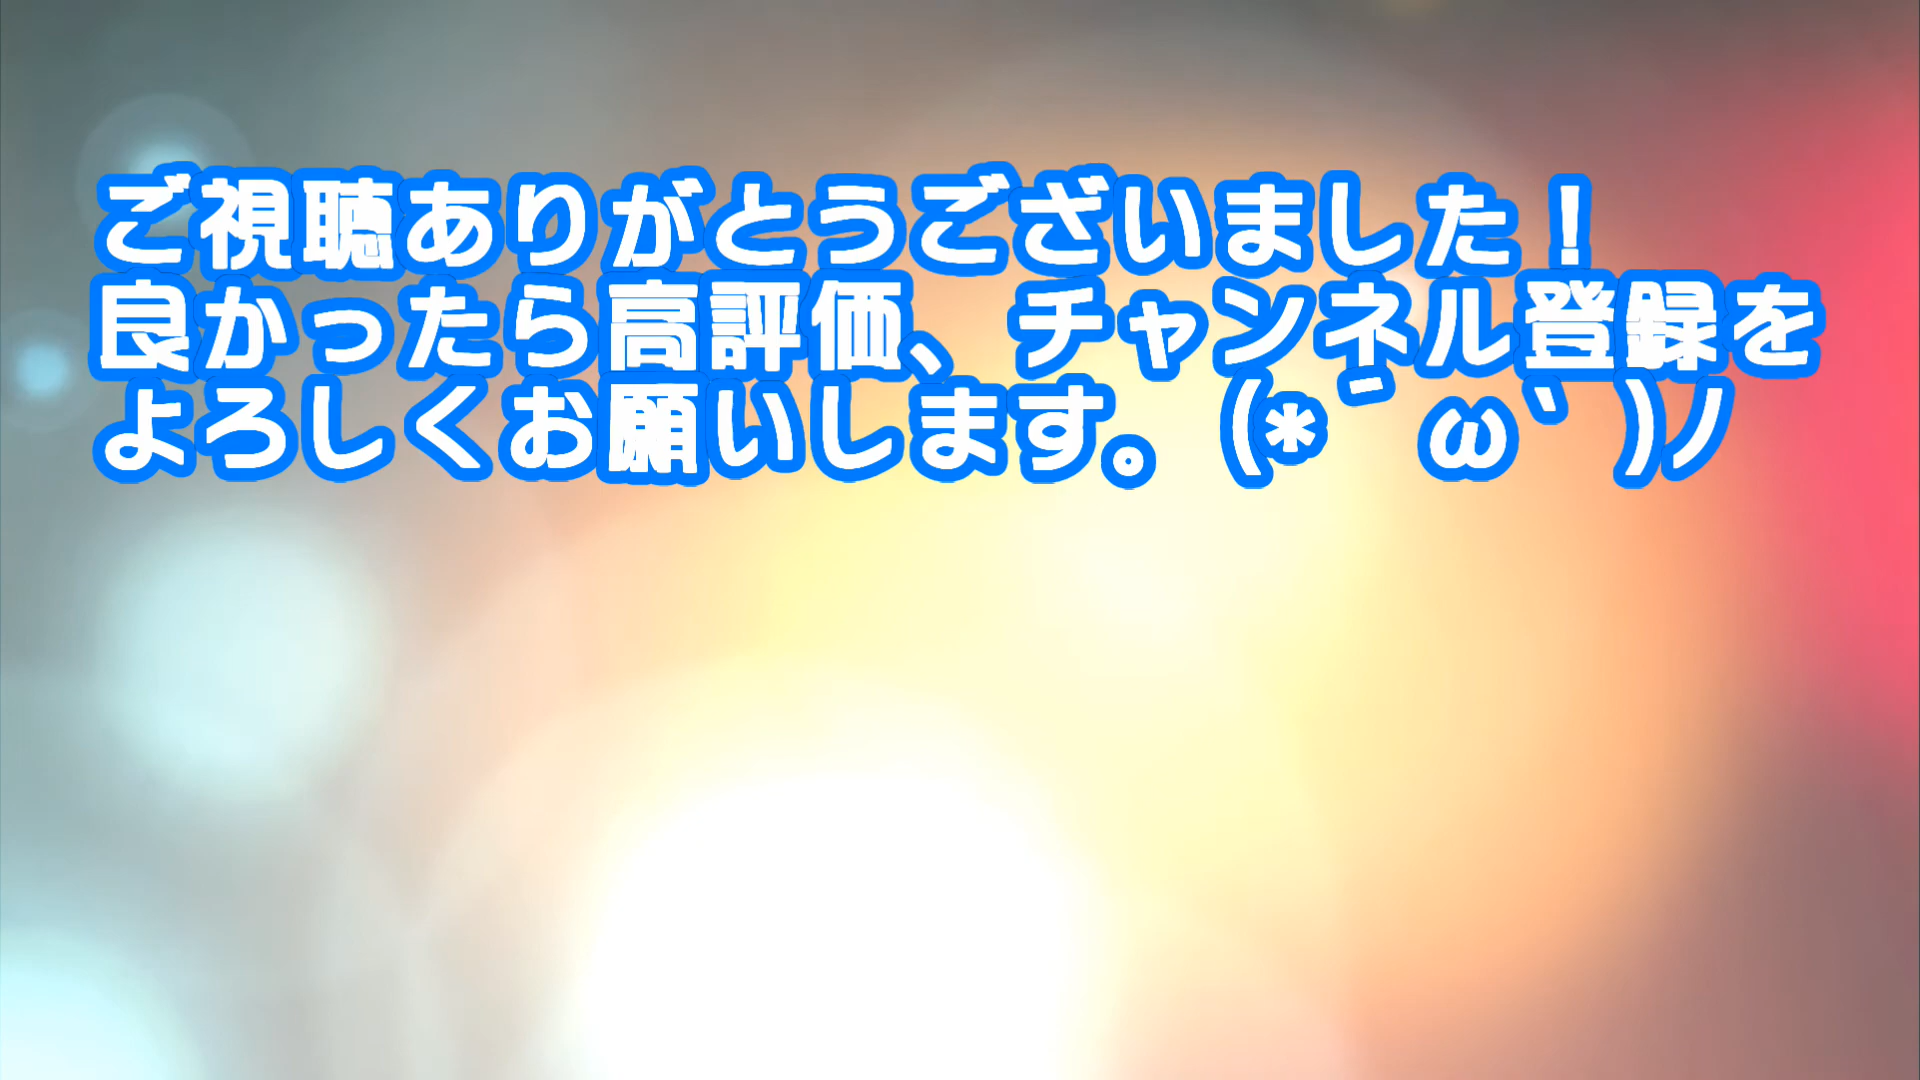 ご視聴ありがとうございました！
良かったら高評価、チャンネル登録を
よろしくお願いします。(*´ω｀)ﾉ